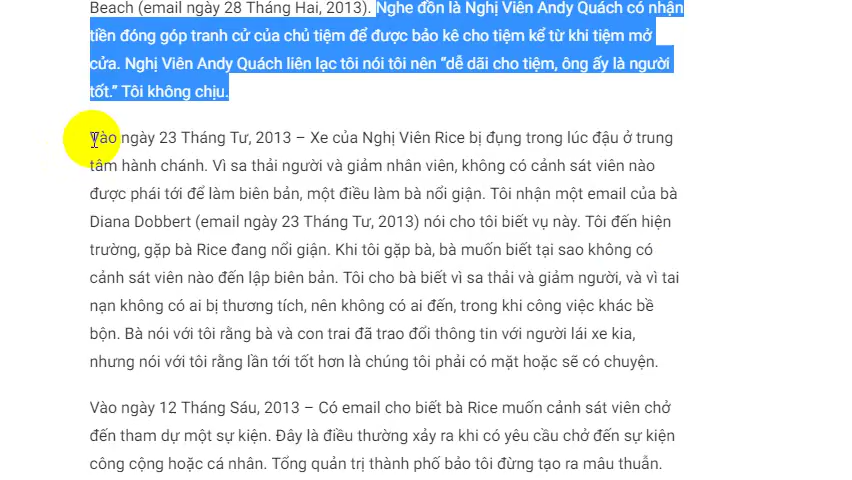 Beach (email ngày 28 Tháng Hai, 2013). Nghe đồn là Nghị Viên Andy Quách có nhận
tiền đóng góp tranh cử của chủ tiệm để được bảo kê cho tiệm kể từ khi tiệm mở
cửa. Nghị Viên Andy Quách liên lạc tôi nói tôi nên “dễ dãi cho tiệm, ông ấy là người
tốt.” Tôi không chịu.
Vào ngày 23 Tháng Tư, 2013 – Xe của Nghị Viên Rice bị đụng trong lúc đậu ở trung
tâm hành chánh. Vì sa thải người và giảm nhân viên, không có cảnh sát viên nào
được phái tới để làm biên bản, một điều làm bà nổi giận. Tôi nhận một email của bà
Diana Dobbert (email ngày 23 Tháng Tư, 2013) nói cho tôi biết vụ này. Tôi đến hiện
trường, gặp bà Rice đang nổi giận. Khi tôi gặp bà, bà muốn biết tại sao không có
cảnh sát viên nào đến lập biên bản. Tôi cho bà biết vì sa thải và giảm người, và vì tai
nạn không có ai bị thương tích, nên không có ai đến, trong khi công việc khác bề
bộn. Bà nói với tôi rằng bà và con trai đã trao đổi thông tin với người lái xe kia,
nhưng nói với tôi rằng lần tới tốt hơn là chúng tôi phải có mặt hoặc sẽ có chuyện.
Vào ngày 12 Tháng Sáu, 2013 – Có email cho biết bà Rice muốn cảnh sát viên chở
đến tham dự một sự kiện. Đây là điều thường xảy ra khi có yêu cầu chở đến sự kiện
công cộng hoặc cá nhân. Tổng quản trị thành phố bảo tôi đừng tạo ra mâu thuẫn.